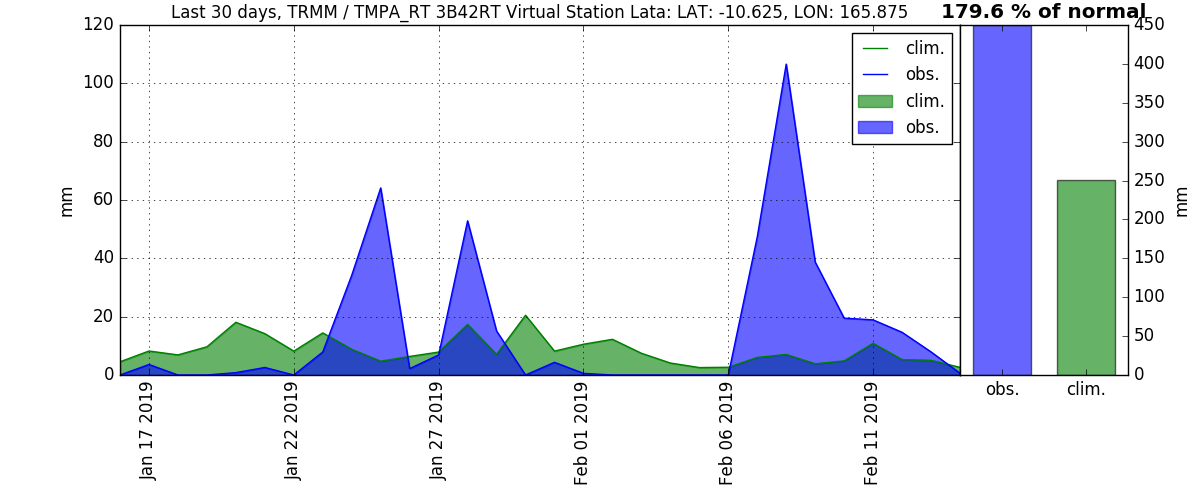 Last 30 days, TRMM / TMPA_RT 3B42RT Virtual Station Lata: LAT: -10.625, LON: 165.875
179.6 % of normal
120
100
80
60
40
20
0
mm
clim.
obs.
clim.
obs.
450
400
350
300
250
200
150
100
50
0
mm
Jan 17 2019
Jan 22 2019
Jan 27 2019
Feb 01 2019
Feb 06 2019
Feb 11 2019
obs.
clim.